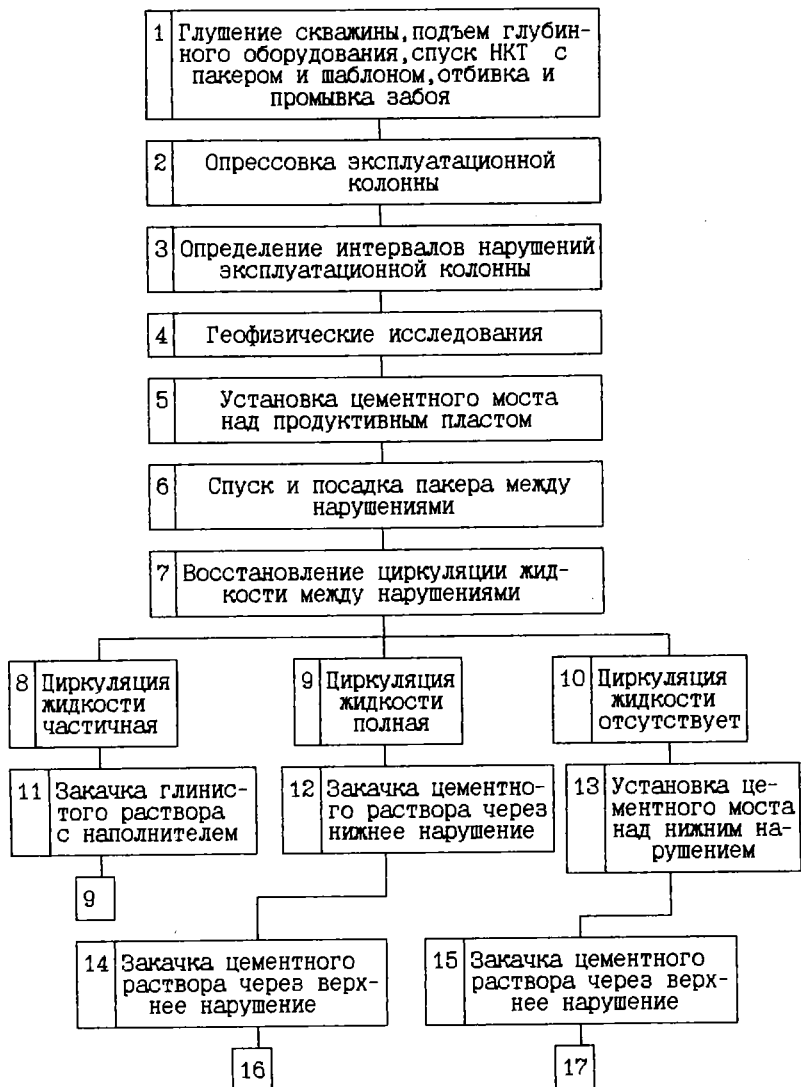 1 Глушение скважины,подъем глубин-
ного оборудования,спуск НКТ с
пакером и шаблоном,отбивка и
промывка забоя
2 Опрессовка эксплуатационной
колонны
3 Определение интервалов нарушений
эксплуатационной колонны
4 Геофизические исследования
5 Установка цементного моста
над продуктивным пластом
6 Спуск и посадка пакера между
нарушениями
7 Восстановление циркуляции жид-
кости между нарушениями
8 Циркуляция
жидкости
частичная
9 Циркуляция
жидкости
полная
10 Циркуляция
жидкости
отсутствует
11 Закачка глинис-
того раствора
с наполнителем
12 Закачка цементно-
го раствора через
нижнее нарушение
13 Установка це-
ментного моста
над нижним на-
рушением
9
14 Закачка цементного
раствора через верх-
нее нарушение
15 Закачка цементного
раствора через верх-
нее нарушение
16
17